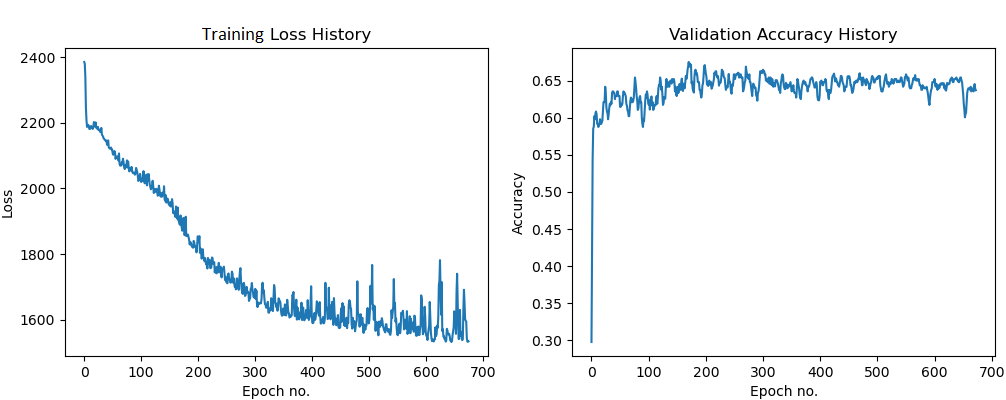 Training Loss History
2400
2200
2000
1800
1600
Loss
0 100 200 300 400 500 600 700
Epoch no.
Validation Accuracy History
0.65
0.60
0.55
0.50
0.45
0.40
0.35
0.30
Accuracy
0 100 200 300 400 500 600 700
Epoch no.